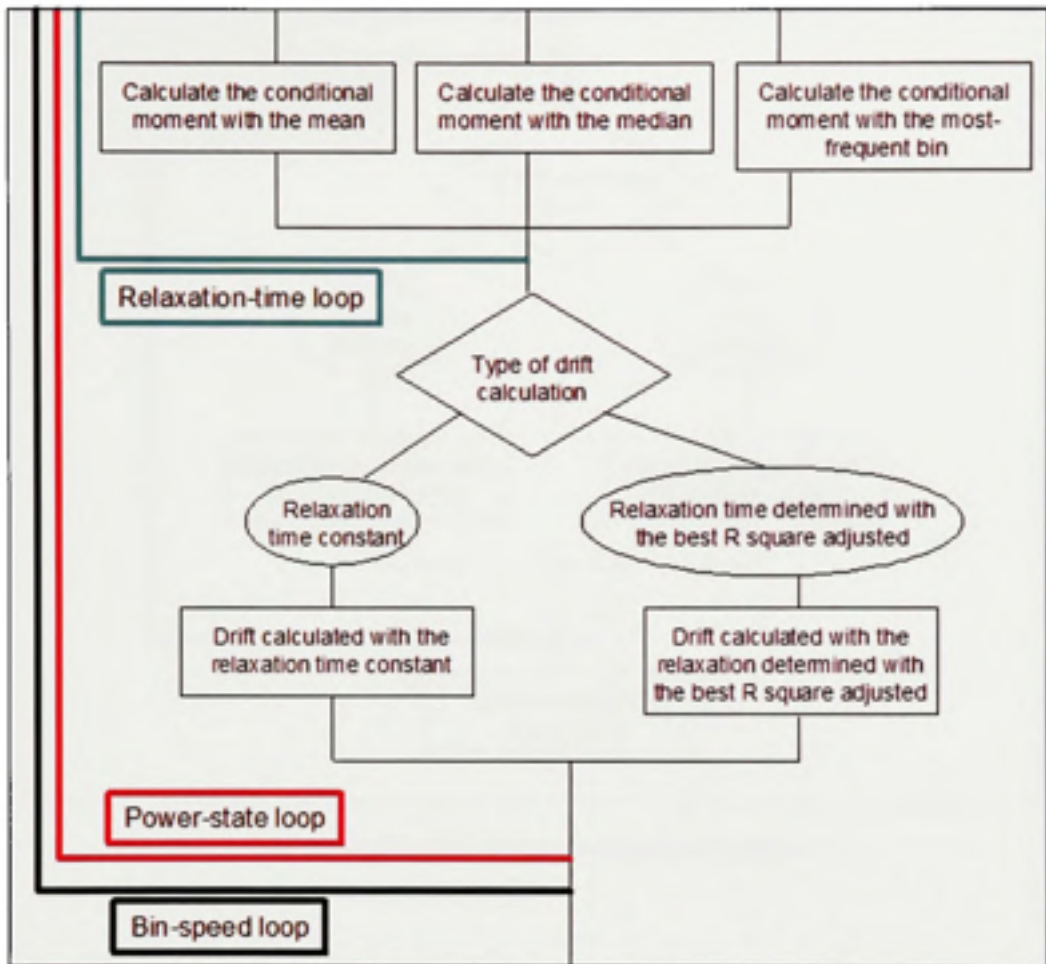 Calculate the conditional
moment with the mean
Calculate the conditional
moment with the median
Calculate the conditional
moment with the most-
frequent bin
Relaxation-time loop
Type of drift
calculation
Relaxation
time constant
Relaxation time determined with
the best R square adjusted
Drift calculated with the
relaxation time constant
Drift calculated with the
relaxation determined with
the best R square adjusted
Power-state loop
Bin-speed loop